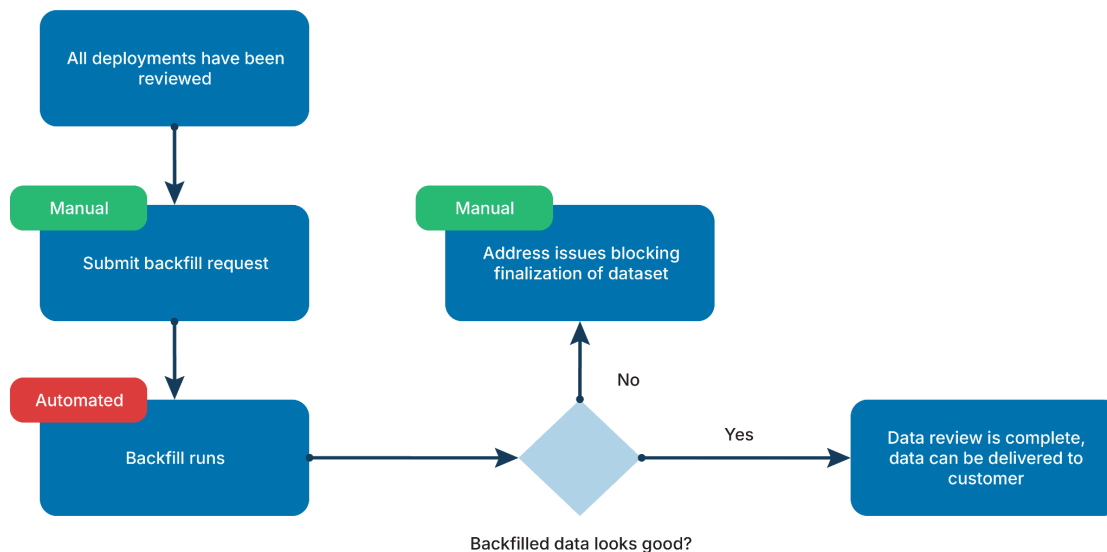 All deployments have been
reviewed
Manual
Submit backfill request
Automated
Backfill runs
Manual
Address issues blocking
finalization of dataset
No
Yes
Backfilled data looks good?
Data review is complete,
data can be delivered to
customer